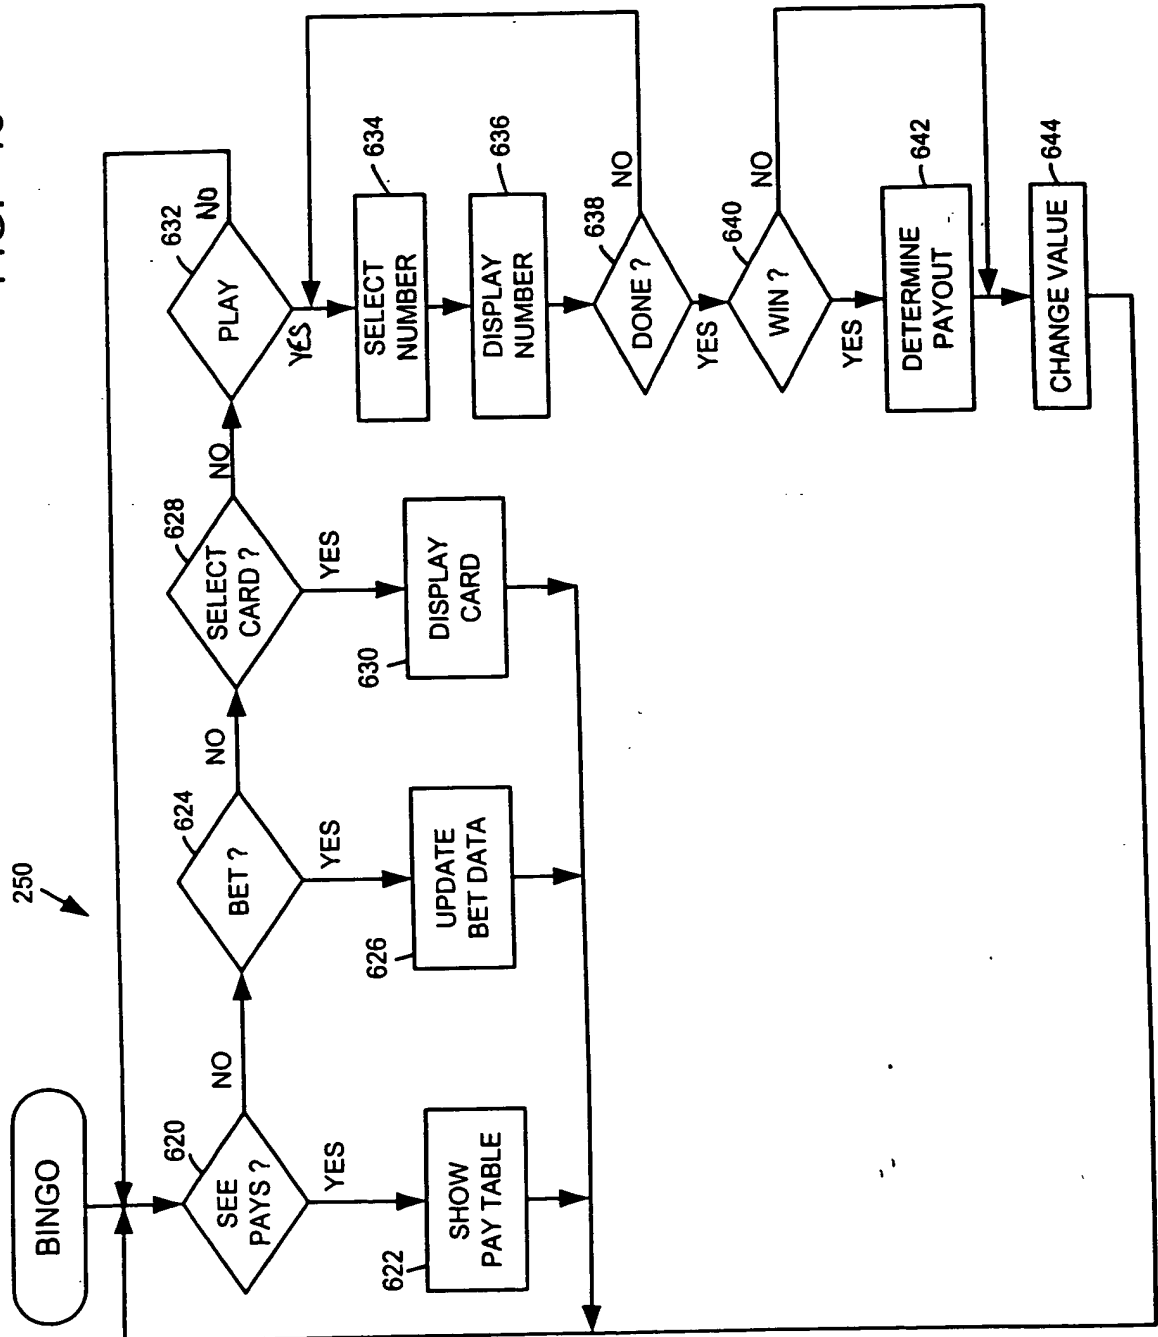 250
BINGO
620
SEE
PAYS ?
NO
YES
622
SHOW
PAY TABLE
624
BET ?
NO
YES
626
UPDATE
BET DATA
628
SELECT
CARD ?
NO
YES
630
DISPLAY
CARD
632
PLAY
NO
YES
634
SELECT
NUMBER
636
DISPLAY
NUMBER
638
DONE ?
NO
YES
640
WIN ?
NO
YES
642
DETERMINE
PAYOUT
644
CHANGE VALUE